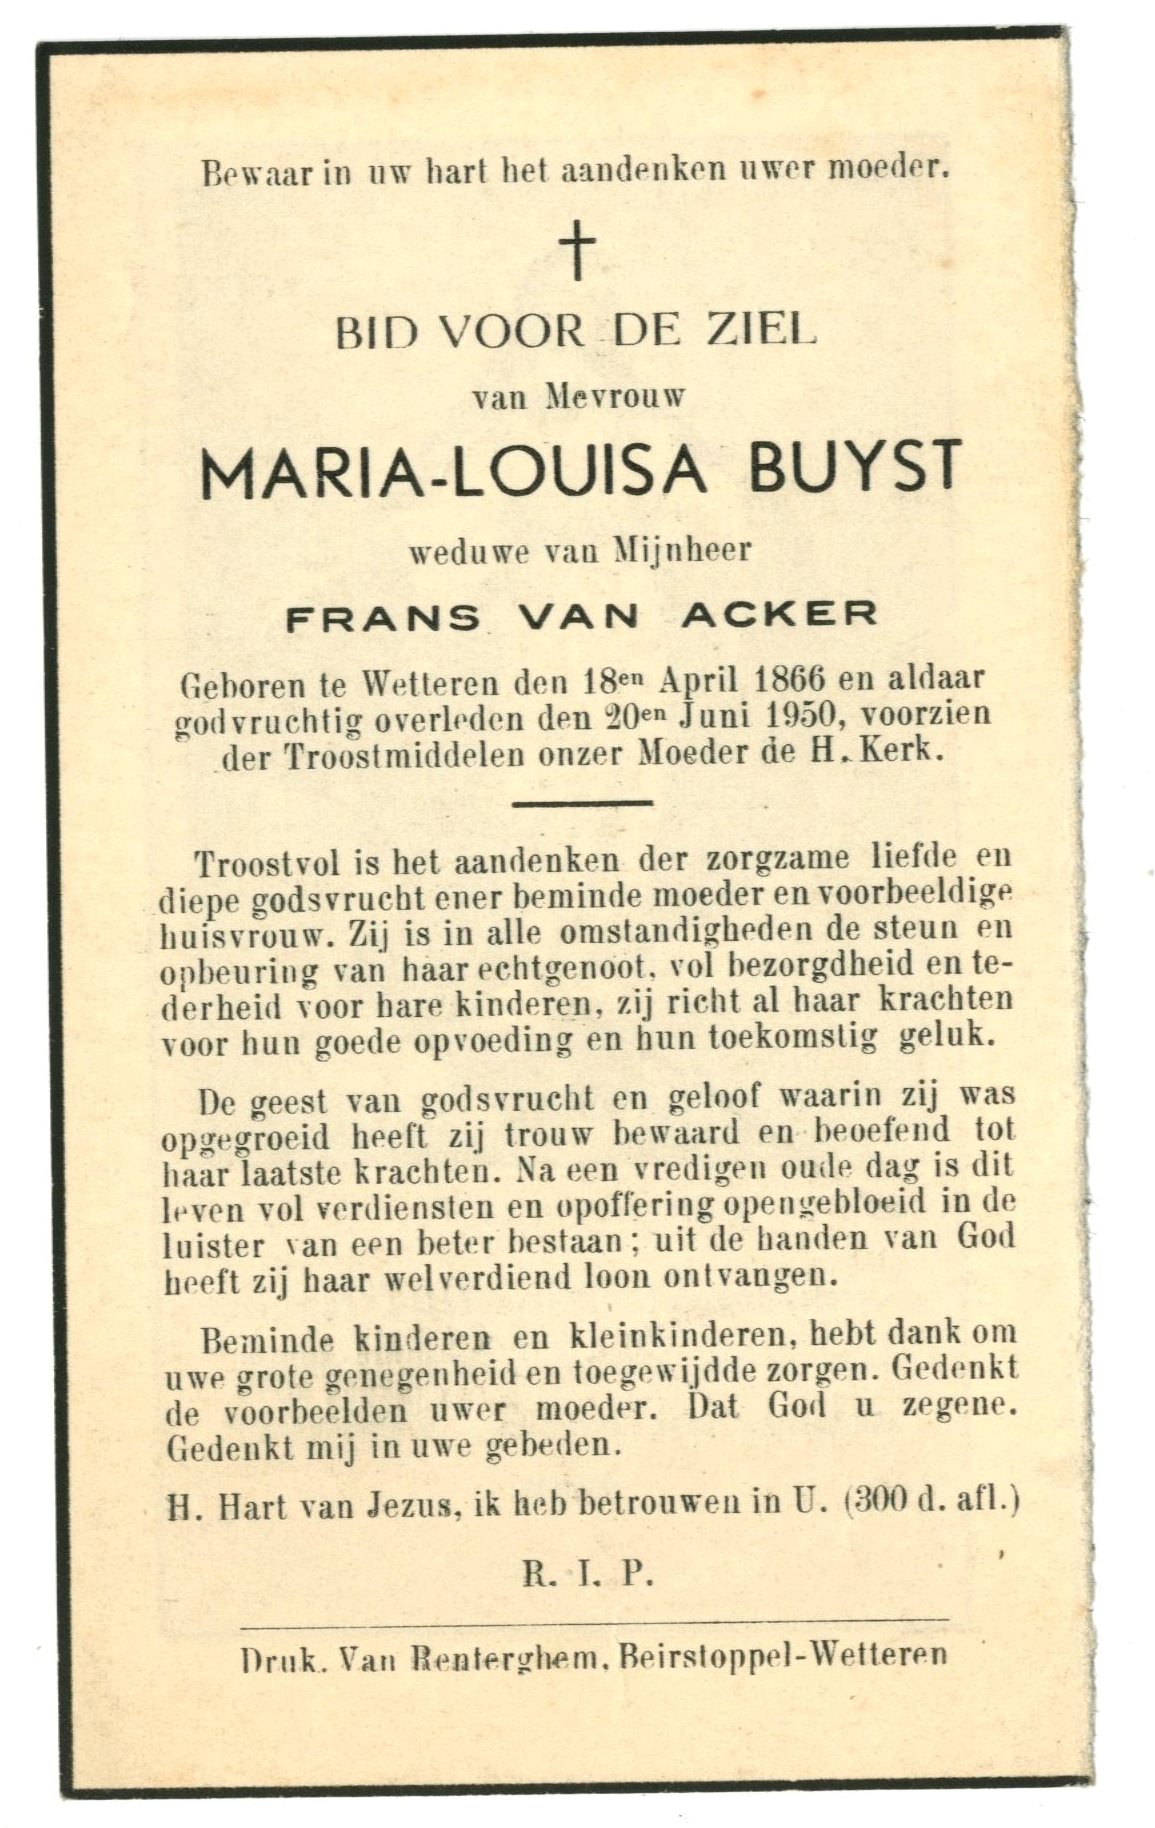 Bewaar in uw hart het aandenken uwer moeder.
BID VOOR DE ZIEL
van Mevrouw
MARIA-LOUISA BUYST
weduwe van Mijnheer
FRANS VAN ACKER
Geboren te Wetteren den 18en April 1866 en aldaar
godvruchtig overleden den 20en Juni 1950, voorzien
der Troostmiddelen onzer Moeder de H. Kerk.
Troostvol is het aandenken der zorgzame liefde en
diepe godsvrucht ener beminde moeder en voorbeeldige
huisvrouw. Zij is in alle omstandigheden de steun en
opbeuring van haar echtgenoot, vol bezorgdheid en te-
derheid voor hare kinderen, zij richt al haar krachten
voor hun goede opvoeding en hun toekomstig geluk.
De geest van godsvrucht en geloof waarin zij was
opgegroeid heeft zij trouw bewaard en beoefend tot
haar laatste krachten. Na een vredigen oude dag is dit
leven vol verdiensten en opoffering opengebloeid in de
luister van een beter bestaan; uit de handen van God
heeft zij haar welverdiend loon ontvangen.
Beminde kinderen en kleinkinderen, hebt dank om
uwe grote genegenheid en toegewijdde zorgen. Gedenkt
de voorbeelden uwer moeder. Dat God u zegene.
Gedenkt mij in uwe gebeden.
H. Hart van Jezus, ik heb betrouwen in U. (300 d. afl.)
R. I. P.
Druk. Van Renterghem, Beirstoppel-Wetteren